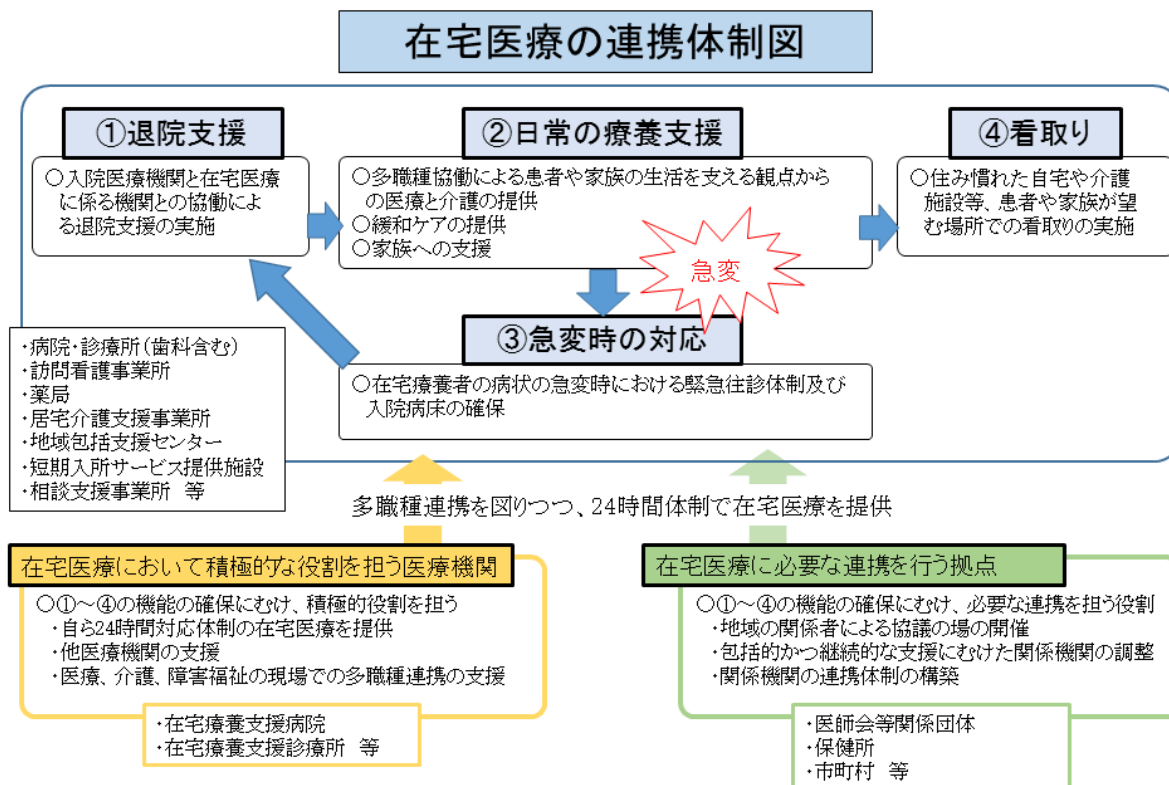 在宅医療の連携体制図
①退院支援
○入院医療機関と在宅医療
に係る機関との協働によ
る退院支援の実施
②日常の療養支援
○多職種協働による患者や家族の生活を支える観点から
の医療と介護の提供
○緩和ケアの提供
○家族への支援
急変
④看取り
○住み慣れた自宅や介護
施設等、患者や家族が望
む場所での看取りの実施
③急変時の対応
○在宅療養者の病状の急変時における緊急往診体制及び
入院病床の確保
・病院・診療所(歯科含む)
・訪問看護事業所
・薬局
・居宅介護支援事業所
・地域包括支援センター
・短期入所サービス提供施設
・相談支援事業所 等
多職種連携を図りつつ、24時間体制で在宅医療を提供
在宅医療において積極的な役割を担う医療機関
○①~④の機能の確保にむけ、積極的役割を担う
・自ら24時間対応体制の在宅医療を提供
・他医療機関の支援
・医療、介護、障害福祉の現場での多職種連携の支援
・在宅療養支援病院
・在宅療養支援診療所 等
在宅医療に必要な連携を行う拠点
○①~④の機能の確保にむけ、必要な連携を担う役割
・地域の関係者による協議の場の開催
・包括的かつ継続的な支援にむけた関係機関の調整
・関係機関の連携体制の構築
・医師会等関係団体
・保健所
・市町村 等